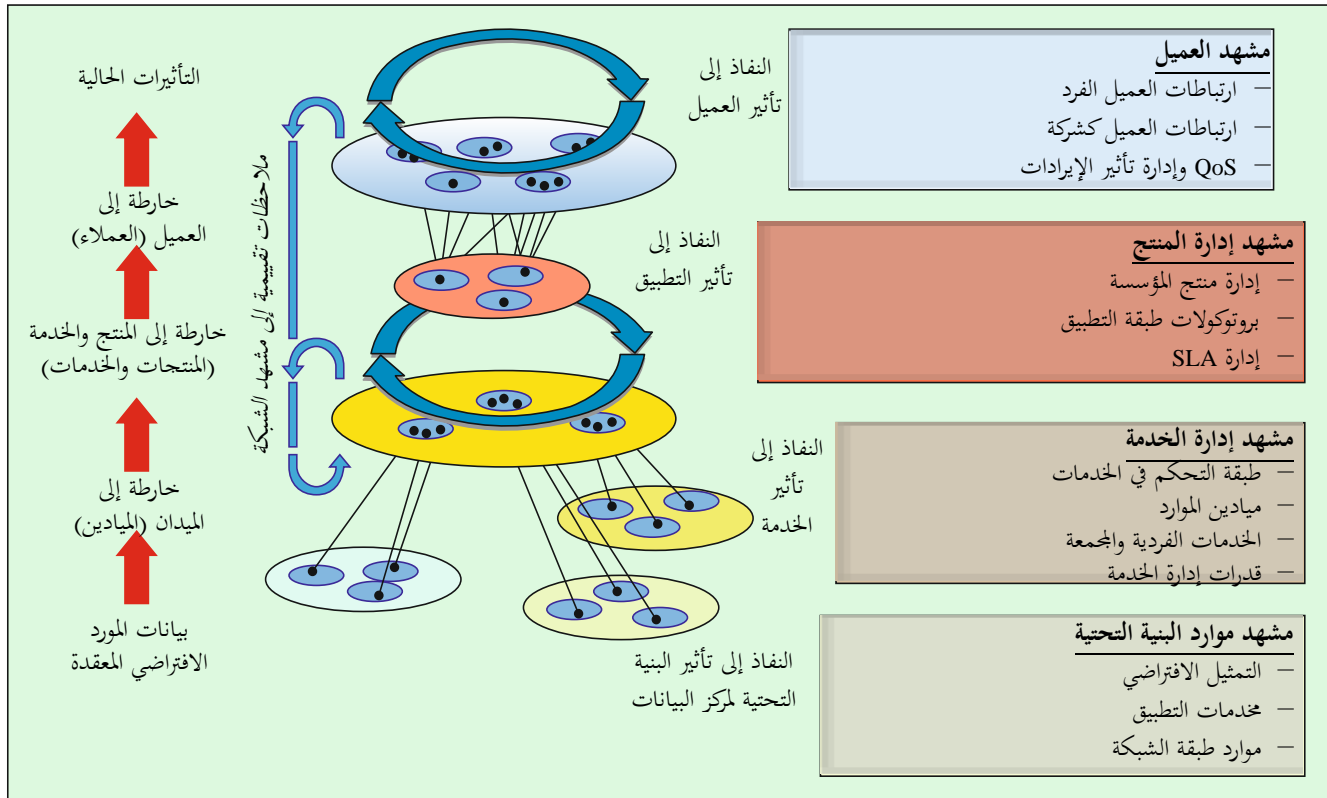 مشهد العميل
– ارتباطات العميل الفرد
– ارتباطات العميل كشركة
– QoS وإدارة تأثير الإيرادات
مشهد إدارة المنتج
– إدارة منتج المؤسسة
– بروتوكولات طبقة التطبيق
– إدارة SLA
مشهد إدارة الخدمة
– طبقة التحكم في الخدمات
– ميادين الموارد
– الخدمات الفردية والمجمعة
– قدرات إدارة الخدمة
مشهد موارد البنية التحتية
– التمثيل الافتراضي
– مخدمات التطبيق
– موارد طبقة الشبكة
النفاذ إلى
تأثير العميل
النفاذ إلى
تأثير التطبيق
النفاذ إلى
تأثير
الخدمة
النفاذ إلى تأثير البنية
التحتية لمركز البيانات
ملاحظات تقييمية إلى مشهد الشبكة
التأثيرات الحالية
خارطة إلى
العميل (العملاء)
خارطة إلى المنتج والخدمة
(المنتجات والخدمات)
خارطة إلى
الميدان (الميادين)
بيانات المورد
الافتراضي المعقدة